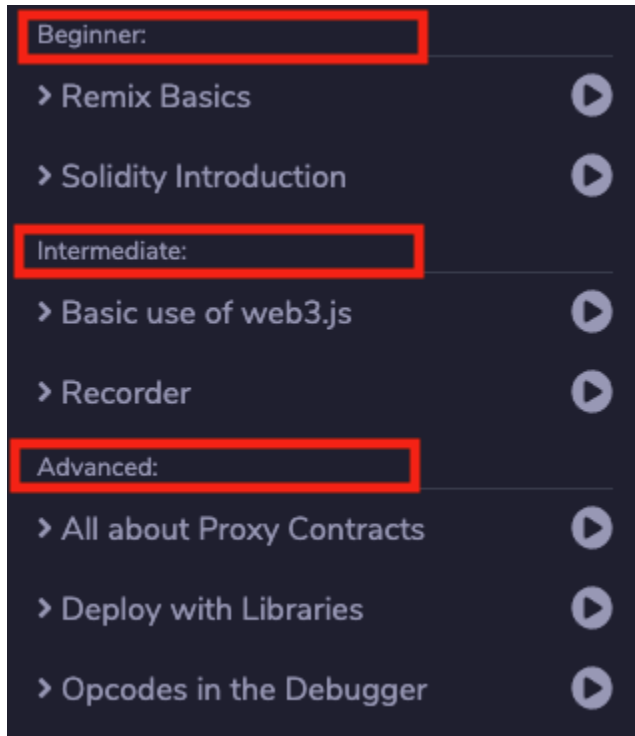 Beginner:
Remix Basics
Solidity Introduction
Intermediate:
Basic use of web3.js
Recorder
Advanced:
All about Proxy Contracts
Deploy with Libraries
Opcodes in the Debugger